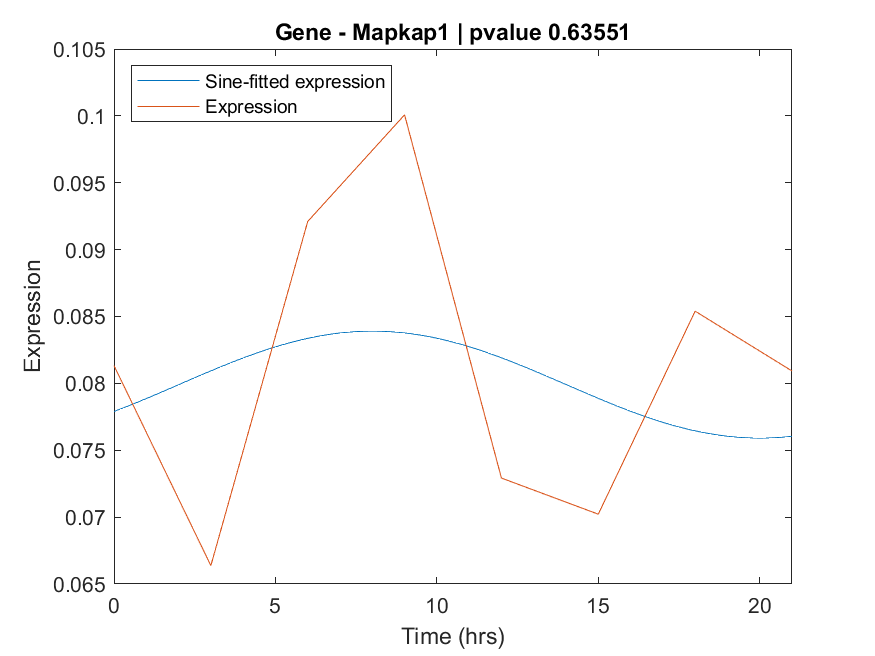 Gene - Mapkap1 | pvalue 0.63551
0.105
0.1
0.095
0.09
0.085
0.08
0.075
0.07
0.065
Expression
Sine-fitted expression
Expression
0 5 10 15 20
Time (hrs)